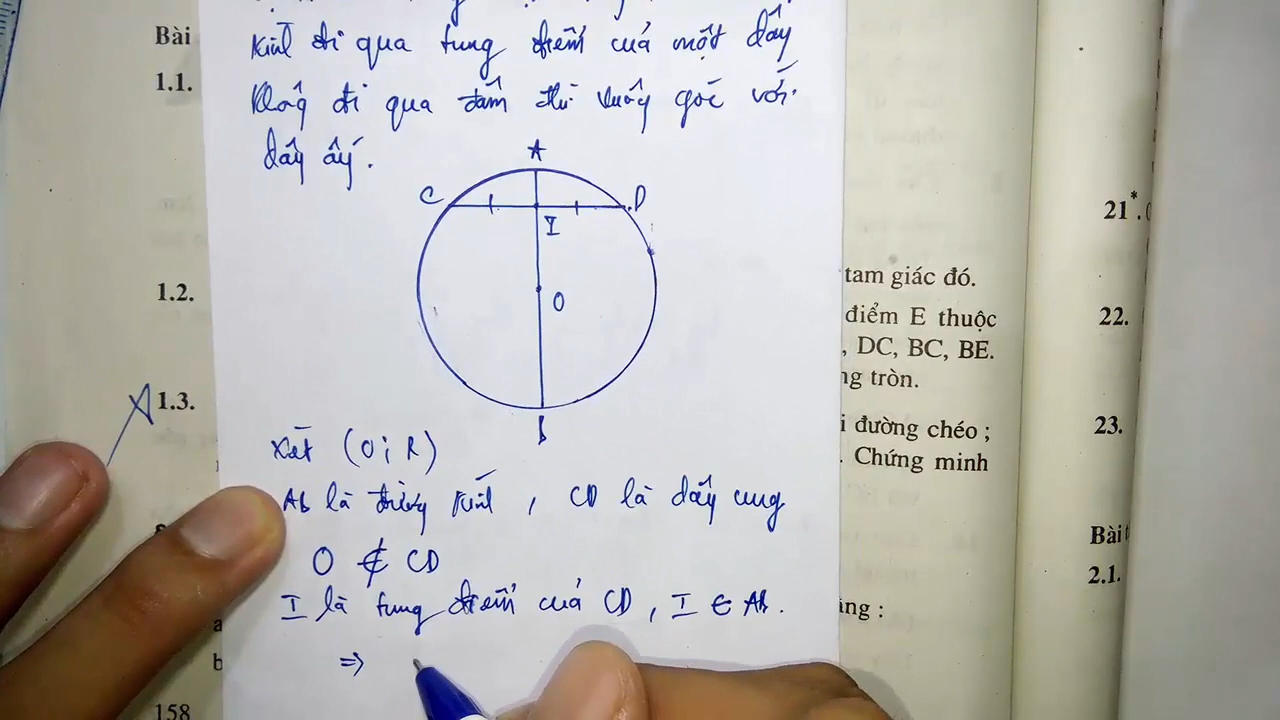 kính đi qua trung điểm của một dây
không đi qua tâm thì vuông góc với
dây ấy.
A
C
D
I
O
B
Xét (O; R)
AB là đường kính, CD là dây cung
O ∉ CD
I là trung điểm của CD, I ∈ AB.
⇒
Bài
1.1.
1.2.
1.3.
A
a
b
158
tam giác đó.
điểm E thuộc
, DC, BC, BE.
ng tròn.
i đường chéo ;
. Chứng minh
ằng :
21*.
22.
23.
Bài t
2.1.